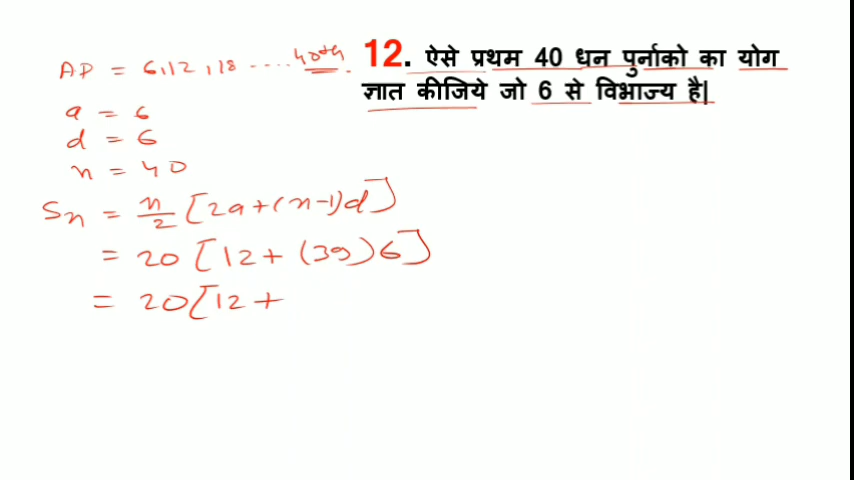 12. ऐसे प्रथम 40 धन पुर्नाको का योग
ज्ञात कीजिये जो 6 से विभाज्य है|
AP = 6,12,18 .... 40th.
a = 6
d = 6
n = 40
Sn = n/2 [2a+(n-1)d]
= 20 [12+(39)6]
= 20[12+